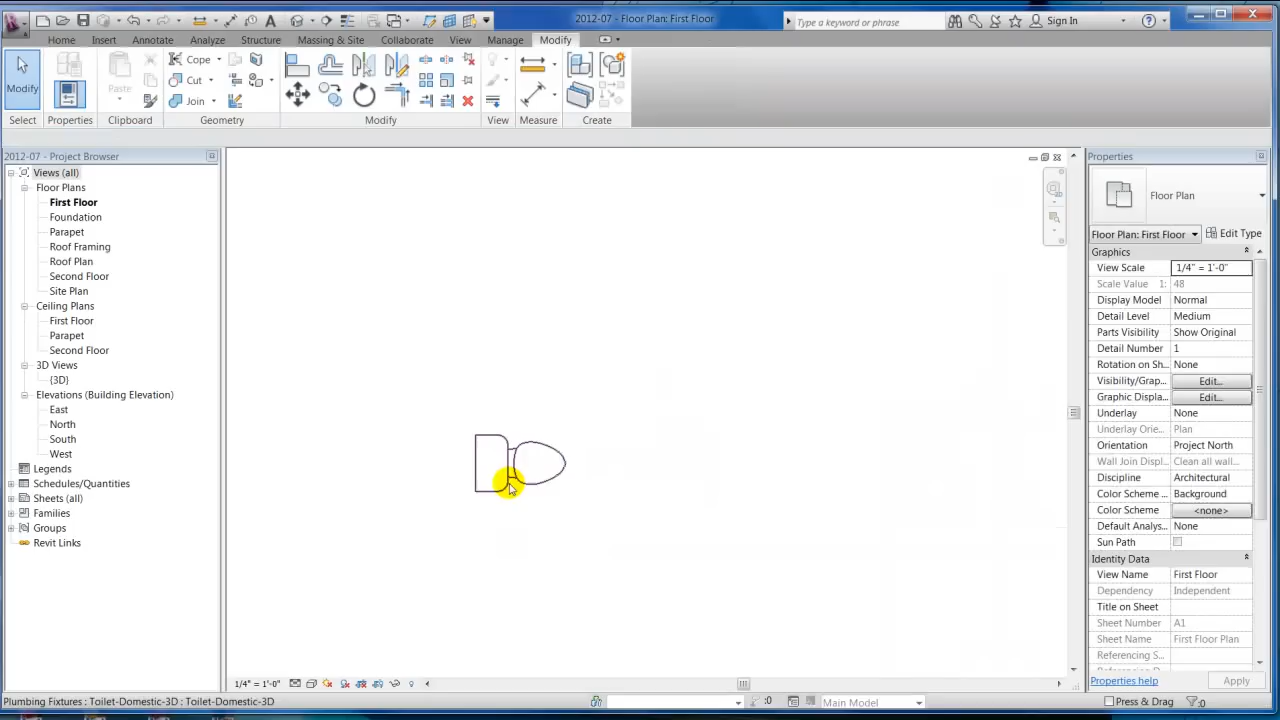 2012-07 - Floor Plan: First Floor
Type a keyword or phrase
Sign In
Home Insert Annotate Analyze Structure Massing & Site Collaborate View Manage Modify
Modify
Cope
Cut
Join
Paste
Select Properties Clipboard Geometry Modify View Measure Create
2012-07 - Project Browser
Views (all)
Floor Plans
First Floor
Foundation
Parapet
Roof Framing
Roof Plan
Second Floor
Site Plan
Ceiling Plans
First Floor
Parapet
Second Floor
3D Views
{3D}
Elevations (Building Elevation)
East
North
South
West
Legends
Schedules/Quantities
Sheets (all)
Families
Groups
Revit Links
Properties
Floor Plan
Floor Plan: First Floor Edit Type
Graphics
View Scale 1/4" = 1'-0"
Scale Value 1: 48
Display Model Normal
Detail Level Medium
Parts Visibility Show Original
Detail Number 1
Rotation on Sh... None
Visibility/Grap... Edit...
Graphic Displa... Edit...
Underlay None
Underlay Orie... Plan
Orientation Project North
Wall Join Displ... Clean all wall...
Discipline Architectural
Color Scheme ... Background
Color Scheme <none>
Default Analys... None
Sun Path
Identity Data
View Name First Floor
Dependency Independent
Title on Sheet
Sheet Number A1
Sheet Name First Floor Plan
Referencing S...
Properties help Apply
1/4" = 1'-0"
Plumbing Fixtures : Toilet-Domestic-3D : Toilet-Domestic-3D
:0
Main Model
Press & Drag
:0